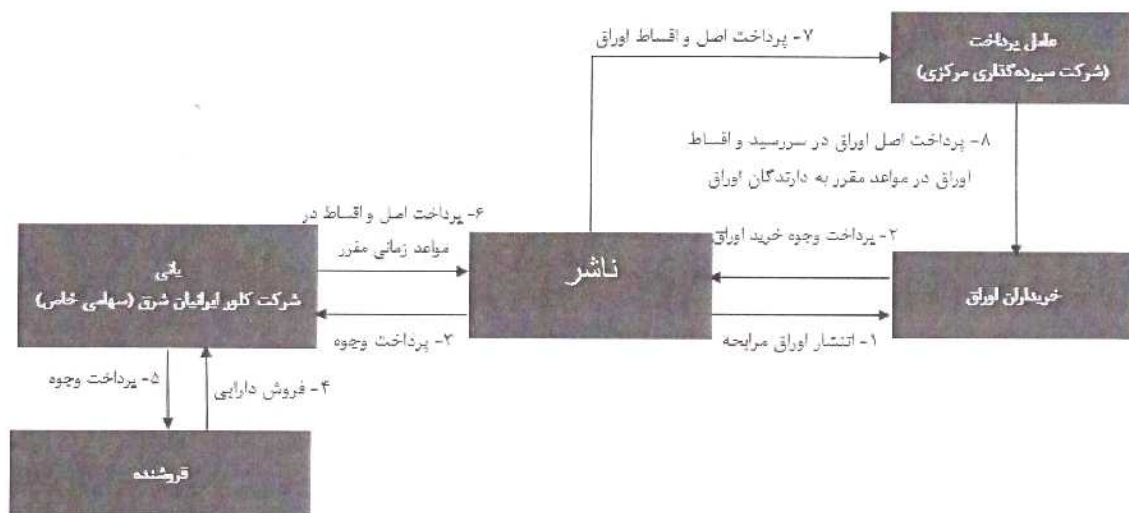 عامل پرداخت
(شرکت سپرده‌گذاری مرکزی)
۷- پرداخت اصل و اقساط اوراق
۸- پرداخت اصل اوراق در سررسید و اقساط
اوراق در مواعد مقرر به دارندگان اوراق
۶- پرداخت اصل و اقساط در
مواعد زمانی مقرر
۲- پرداخت وجوه خرید اوراق
ناشر
خریداران اوراق
بانی
شرکت کلور ایرانیان شرق (سهامی خاص)
۳- پرداخت وجوه
۱- انتشار اوراق مرابحه
۵- پرداخت وجوه
۴- فروش دارایی
فروشنده